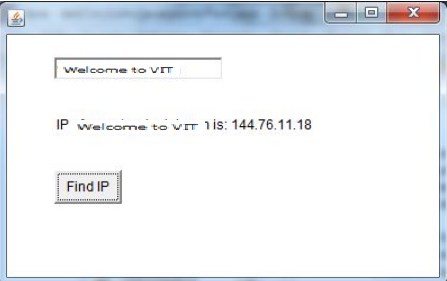 Welcome to VIT
IP Welcome to VIT is: 144.76.11.18
Find IP